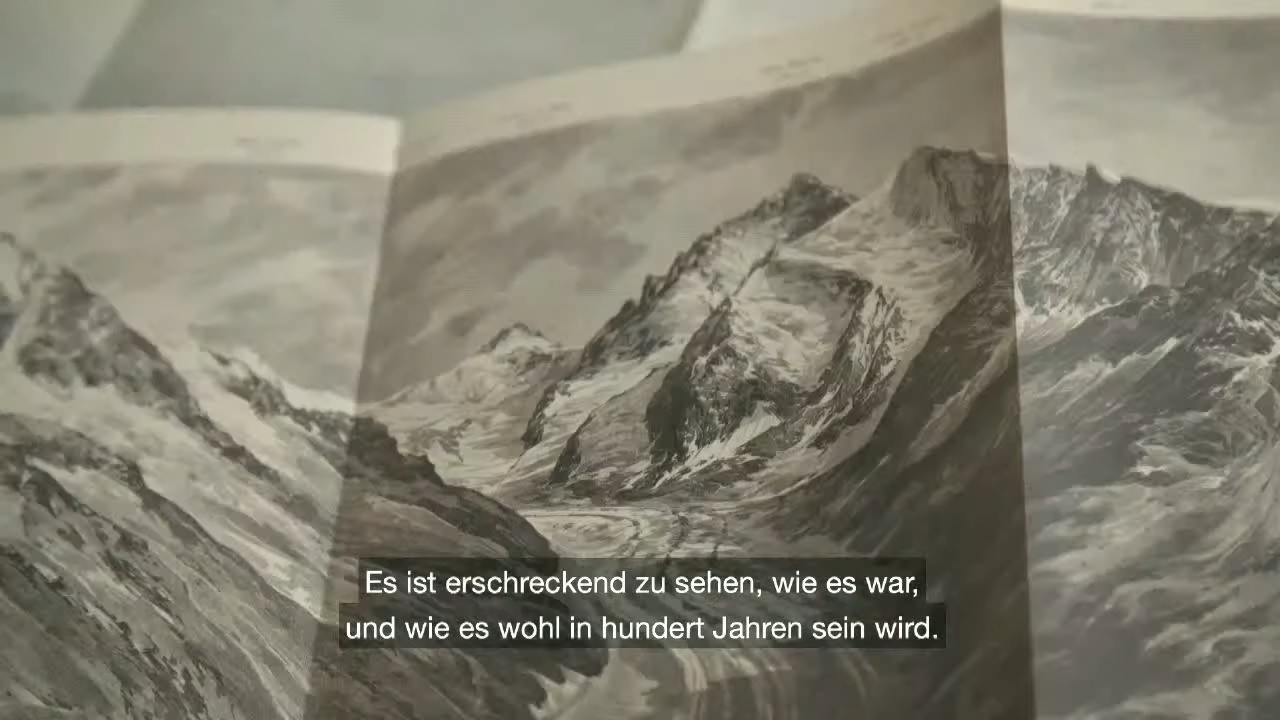 Es ist erschreckend zu sehen, wie es war,
und wie es wohl in hundert Jahren sein wird.